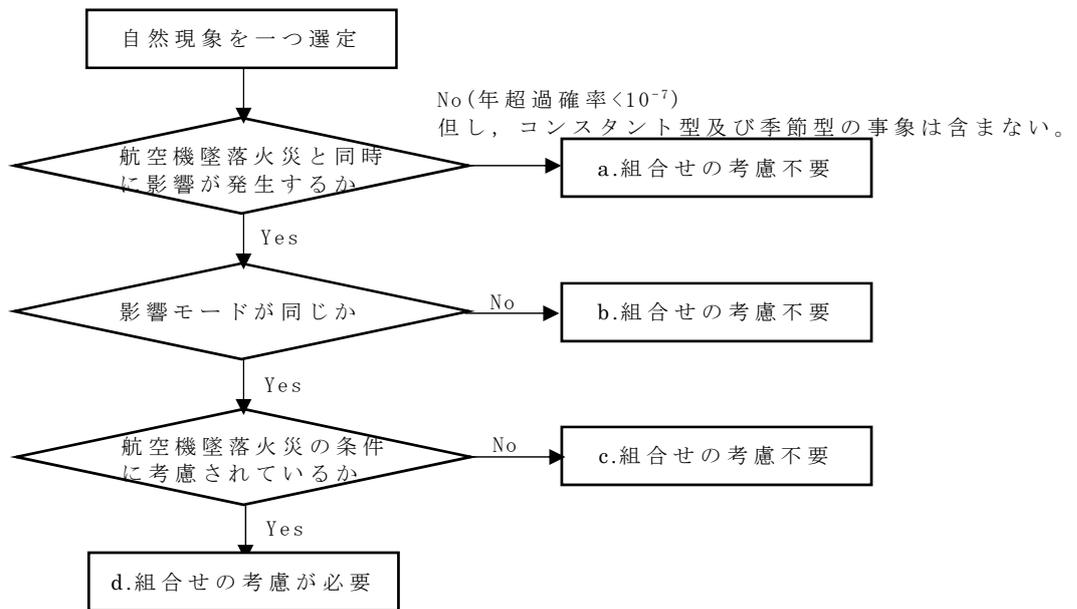 自然現象を一つ選定
No(年超過確率<10⁻⁷)
但し，コンスタント型及び季節型の事象は含まない。
航空機墜落火災と同時
に影響が発生するか
a.組合せの考慮不要
Yes
影響モードが同じか
No
b.組合せの考慮不要
Yes
航空機墜落火災の条件
に考慮されているか
No
c.組合せの考慮不要
Yes
d.組合せの考慮が必要